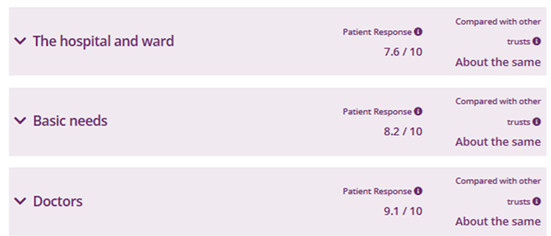 The hospital and ward
Patient Response
7.6 / 10
Compared with other
trusts
About the same
Basic needs
Patient Response
8.2 / 10
Compared with other
trusts
About the same
Doctors
Patient Response
9.1 / 10
Compared with other
trusts
About the same